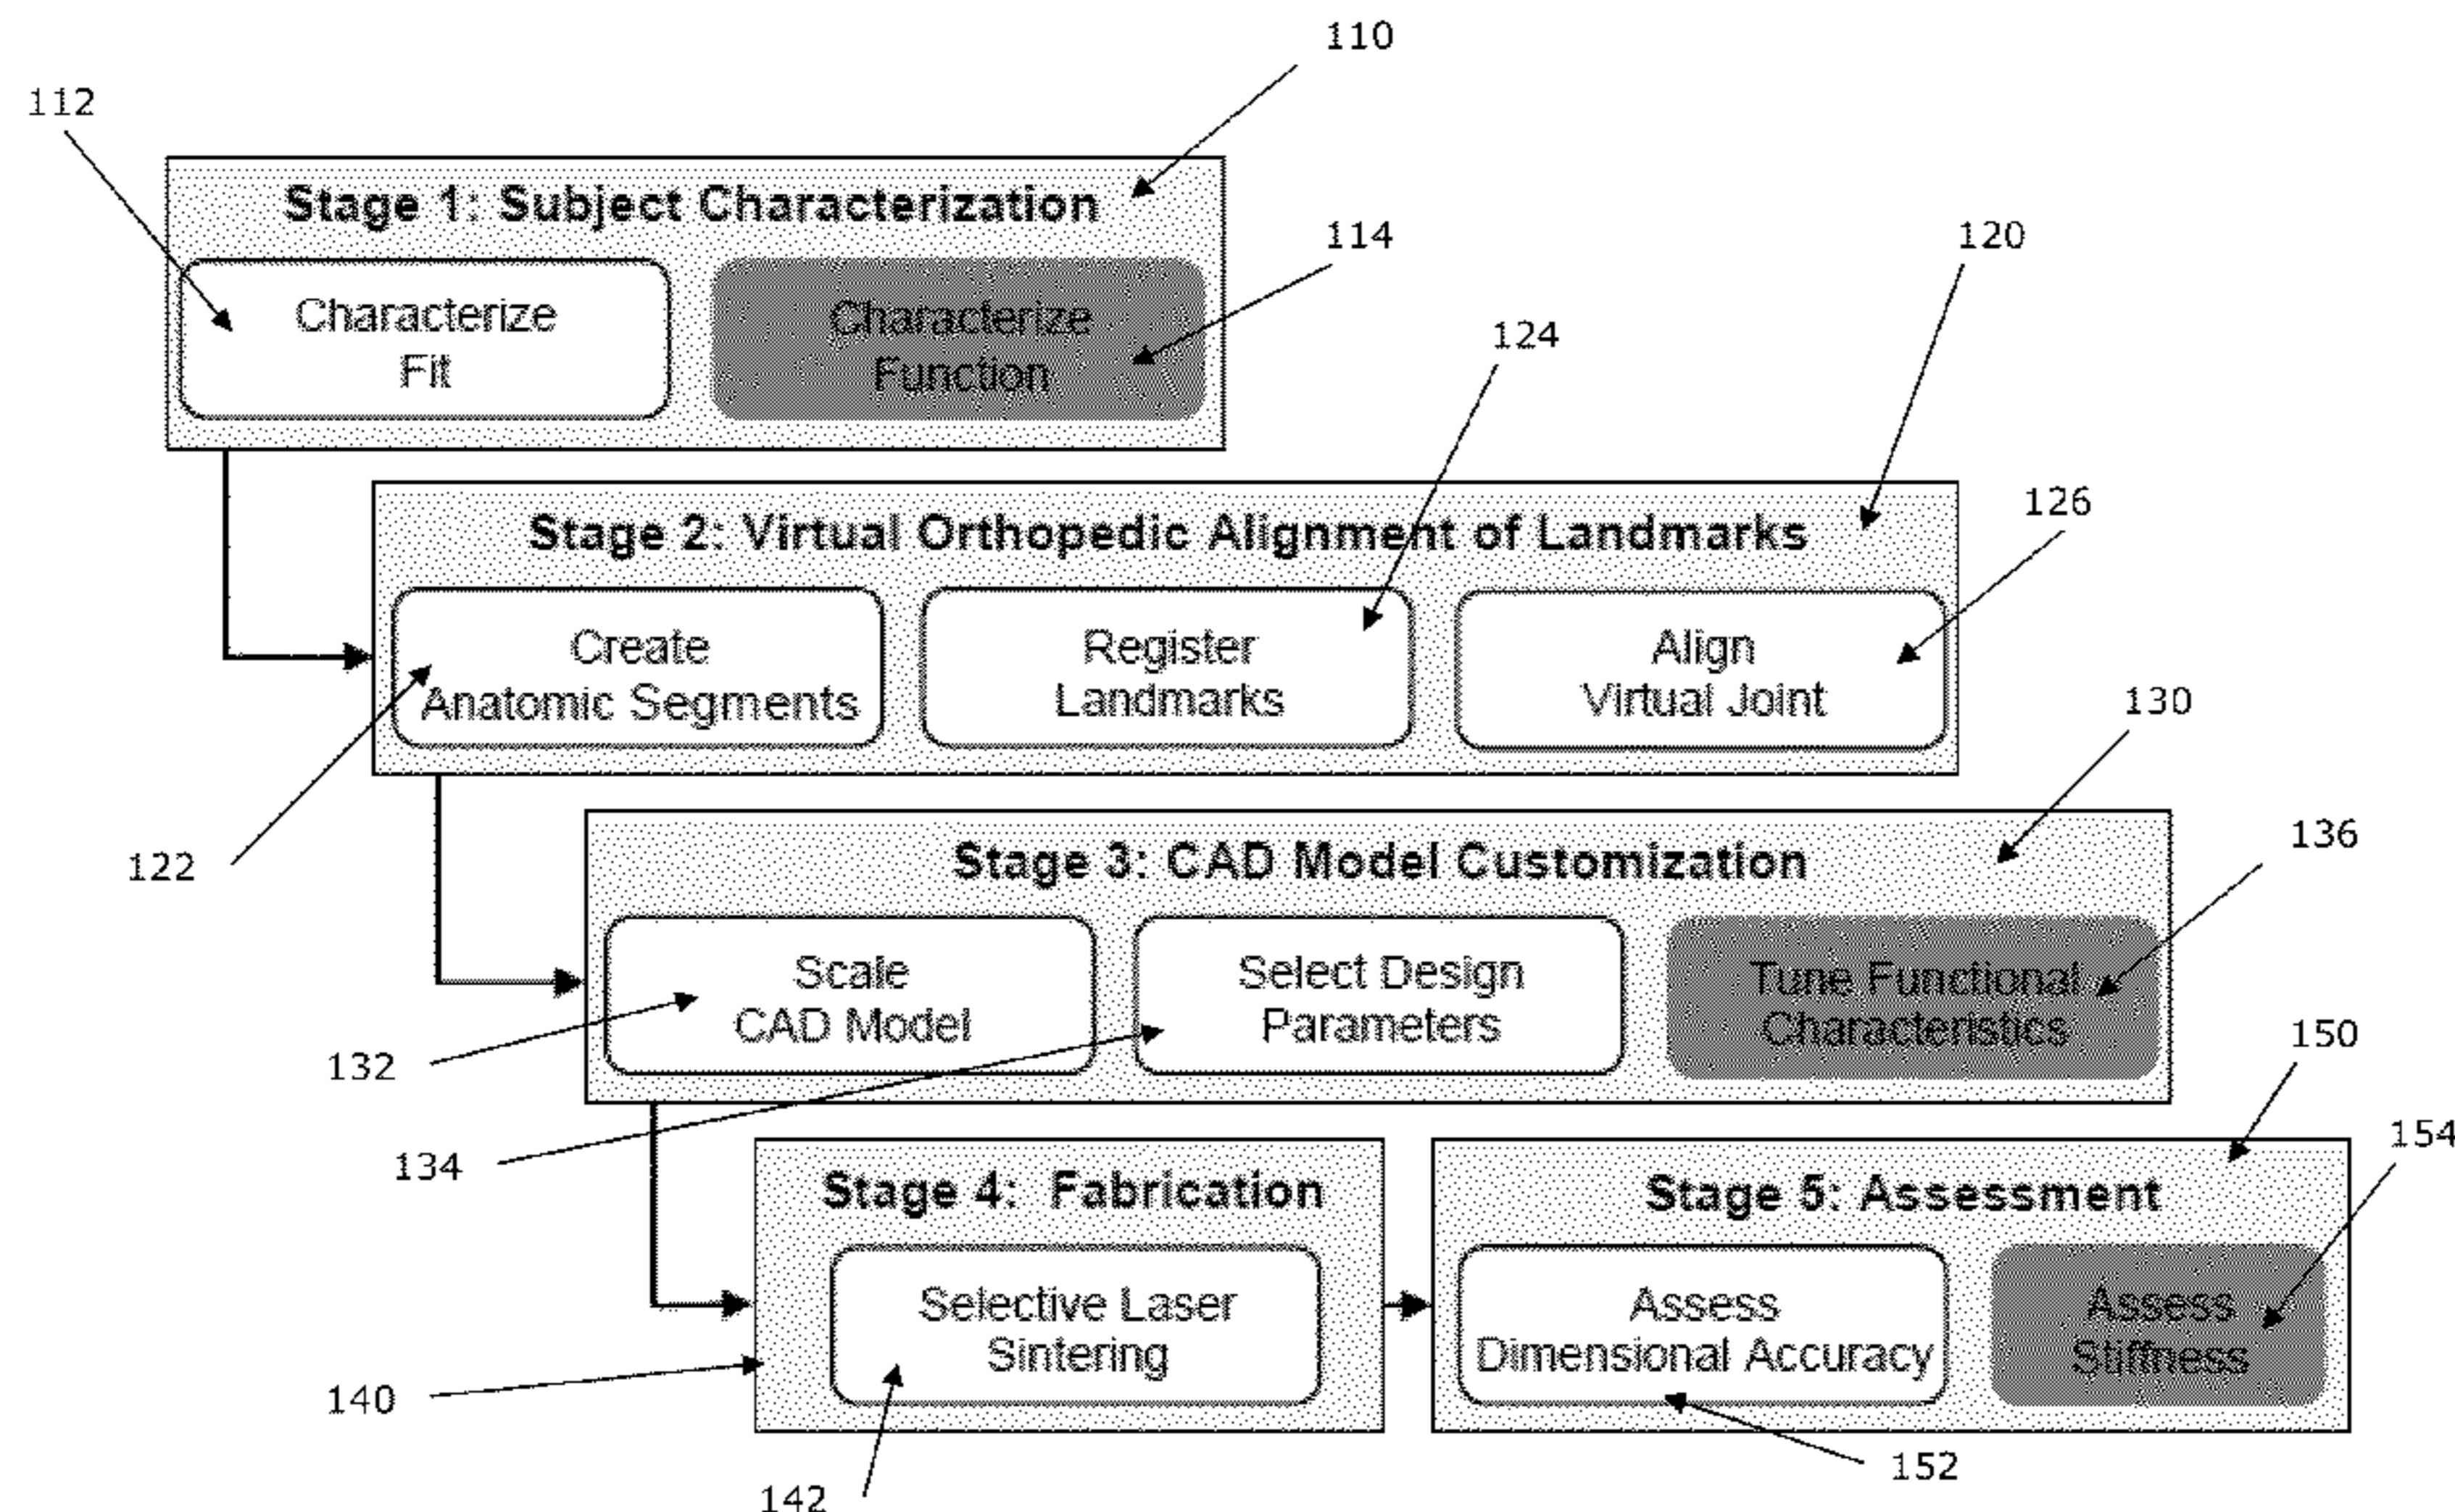 110
112
Stage 1: Subject Characterization
114
120
Characterize
Fit
Characterize
Function
124
Stage 2: Virtual Orthopedic Alignment of Landmarks
126
Create
Anatomic Segments
Register
Landmarks
Align
Virtual Joint
130
122
Stage 3: CAD Model Customization
136
Scale
CAD Model
Select Design
Parameters
Tune Functional
Characteristics
132
150
134
154
Stage 4: Fabrication
Stage 5: Assessment
Selective Laser
Sintering
Assess
Dimensional Accuracy
Assess
Stiffness
140
152
142